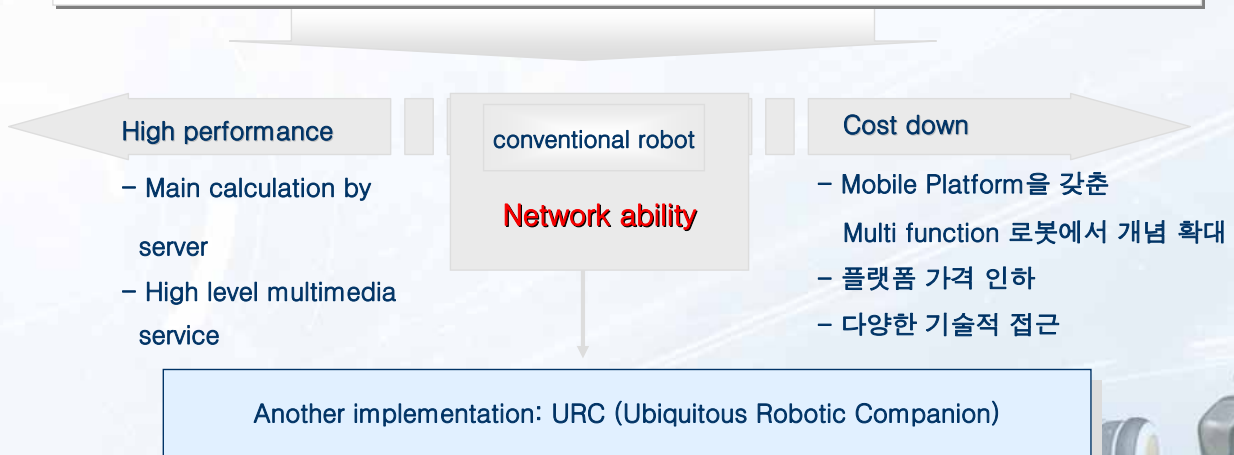 High performance
– Main calculation by
server
– High level multimedia
service
conventional robot
Network ability
Cost down
– Mobile Platform을 갖춘
Multi function 로봇에서 개념 확대
– 플랫폼 가격 인하
– 다양한 기술적 접근
Another implementation: URC (Ubiquitous Robotic Companion)